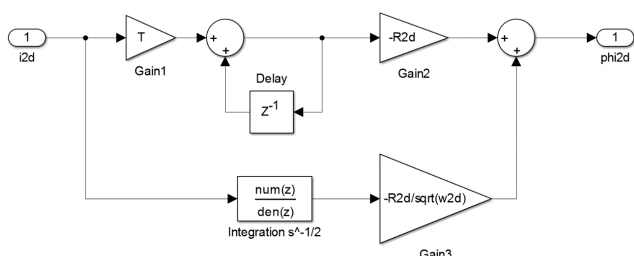 1
i2d
T
Gain1
+
+
Delay
Z-1
-R2d
Gain2
+
+
1
phi2d
num(z)
den(z)
Integration s^-1/2
-R2d/sqrt(w2d)
Gain3